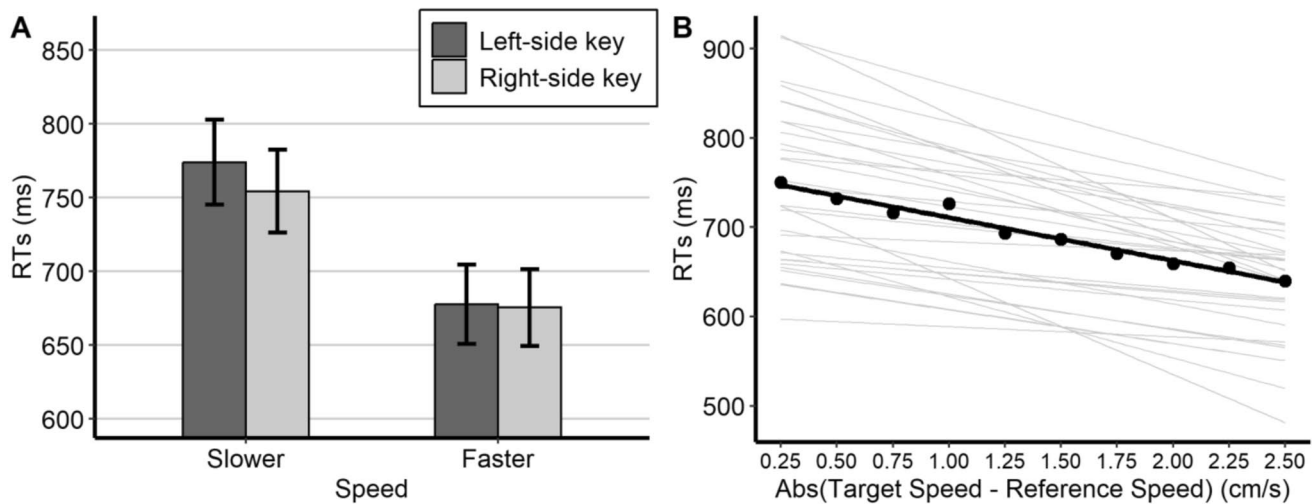 A
RTs (ms)
850
800
750
700
650
600
Left-side key
Right-side key
Slower
Faster
Speed
B
RTs (ms)
900
800
700
600
500
0.25 0.50 0.75 1.00 1.25 1.50 1.75 2.00 2.25 2.50
Abs(Target Speed - Reference Speed) (cm/s)